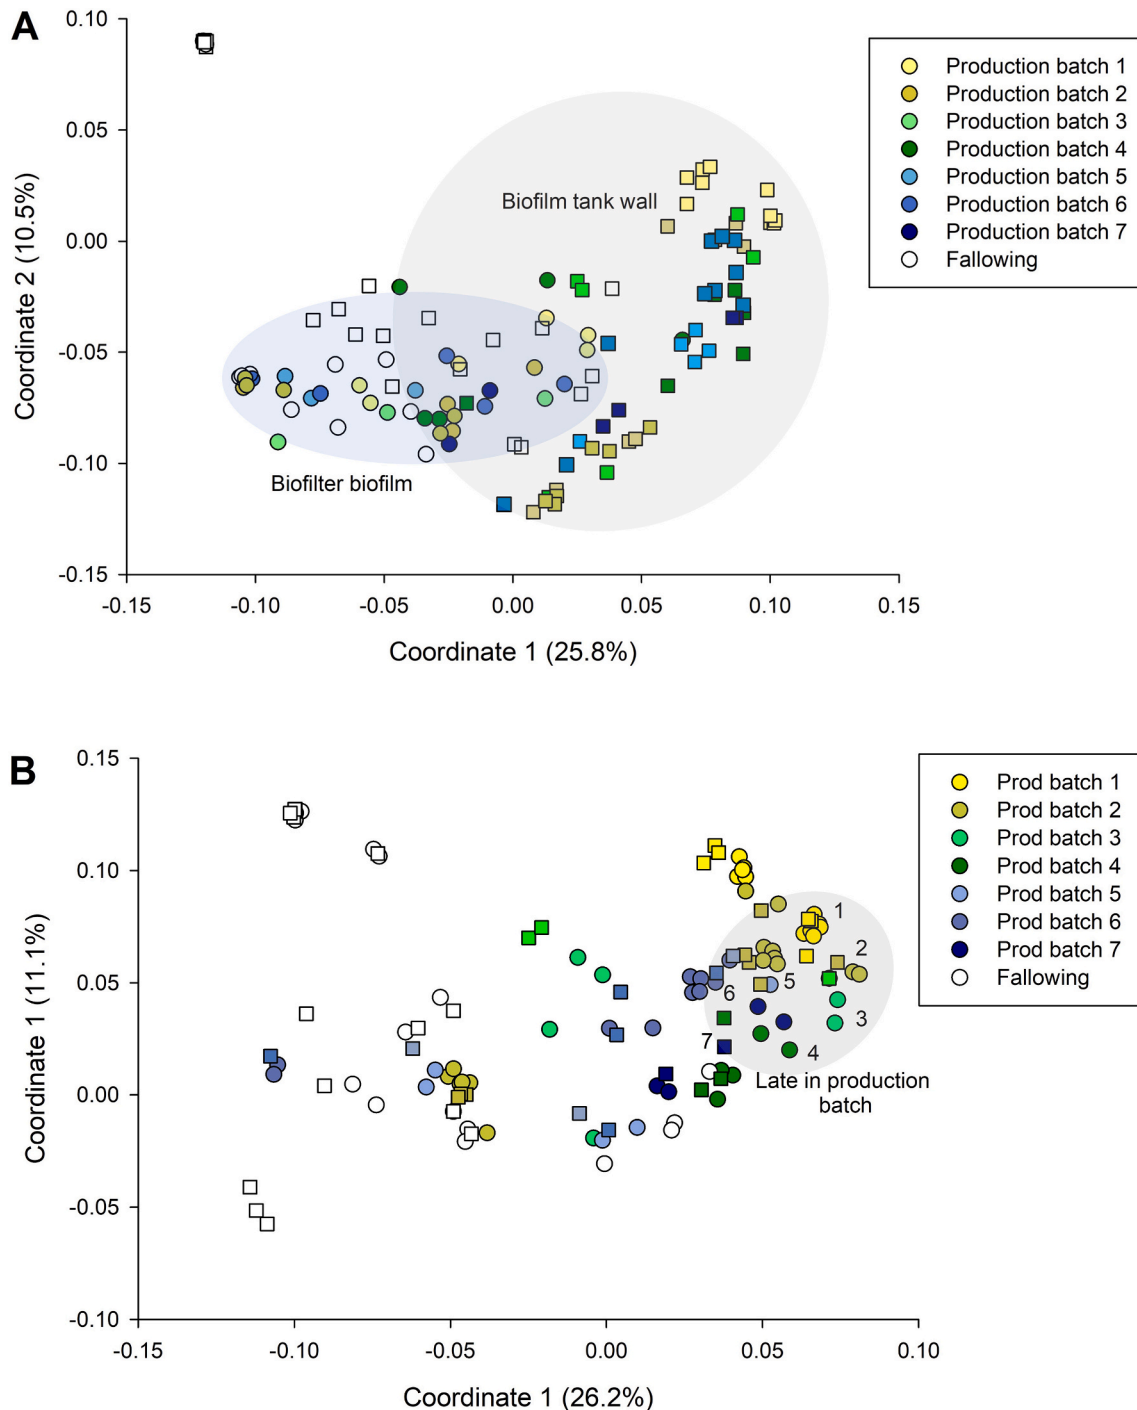 A
0.10
0.05
0.00
-0.05
-0.10
-0.15
-0.15
-0.10
-0.05
0.00
0.05
0.10
0.15
Coordinate 2 (10.5%)
Coordinate 1 (25.8%)
Biofilm tank wall
Biofilter biofilm
Production batch 1
Production batch 2
Production batch 3
Production batch 4
Production batch 5
Production batch 6
Production batch 7
Fallowing
B
0.15
0.10
0.05
0.00
-0.05
-0.10
-0.10
-0.05
0.00
0.05
0.10
Coordinate 1 (11.1%)
Coordinate 1 (26.2%)
1
2
5
6
3
7
4
Late in production
batch
Prod batch 1
Prod batch 2
Prod batch 3
Prod batch 4
Prod batch 5
Prod batch 6
Prod batch 7
Fallowing